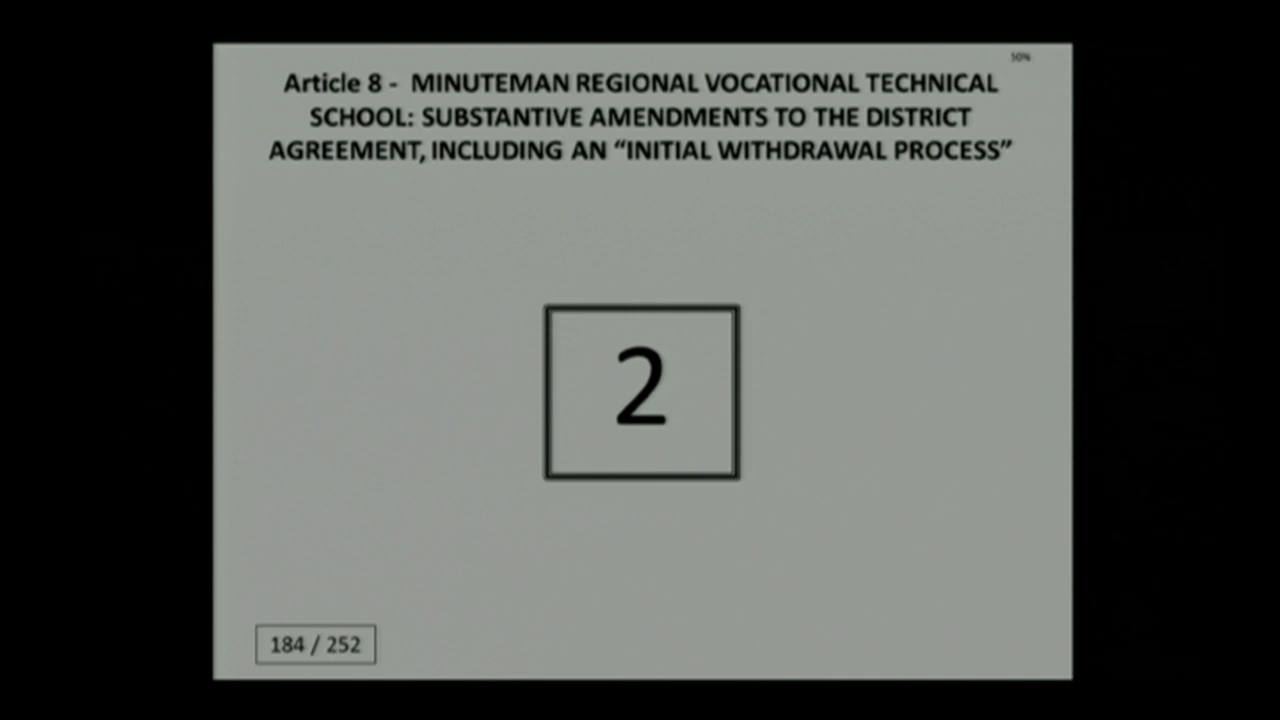 50%
Article 8 - MINUTEMAN REGIONAL VOCATIONAL TECHNICAL
SCHOOL: SUBSTANTIVE AMENDMENTS TO THE DISTRICT
AGREEMENT, INCLUDING AN “INITIAL WITHDRAWAL PROCESS”
2
184 / 252